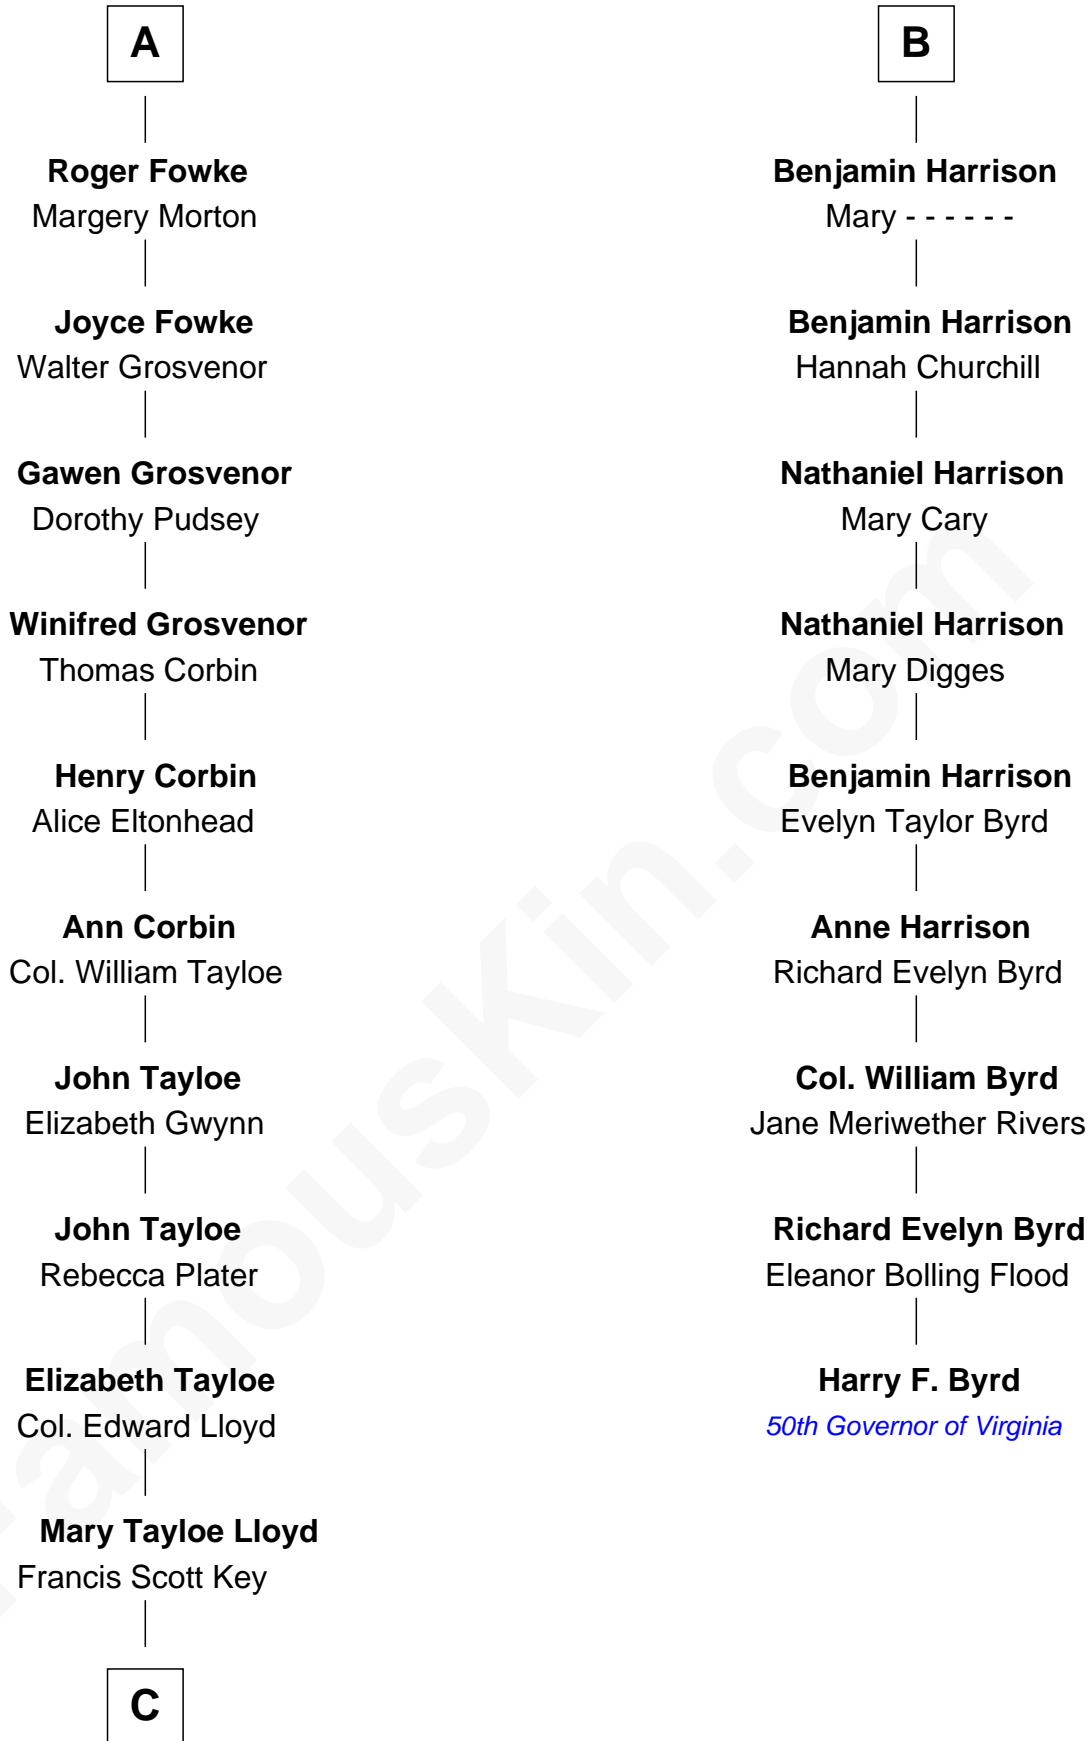 A
Roger Fowke
Margery Morton
Joyce Fowke
Walter Grosvenor
Gawen Grosvenor
Dorothy Pudsey
Winifred Grosvenor
Thomas Corbin
Henry Corbin
Alice Eltonhead
Ann Corbin
Col. William Tayloe
John Tayloe
Elizabeth Gwynn
John Tayloe
Rebecca Plater
Elizabeth Tayloe
Col. Edward Lloyd
Mary Tayloe Lloyd
Francis Scott Key
C
B
Benjamin Harrison
Mary - - - - - -
Benjamin Harrison
Hannah Churchill
Nathaniel Harrison
Mary Cary
Nathaniel Harrison
Mary Digges
Benjamin Harrison
Evelyn Taylor Byrd
Anne Harrison
Richard Evelyn Byrd
Col. William Byrd
Jane Meriwether Rivers
Richard Evelyn Byrd
Eleanor Bolling Flood
Harry F. Byrd
50th Governor of Virginia
FamousKin.com